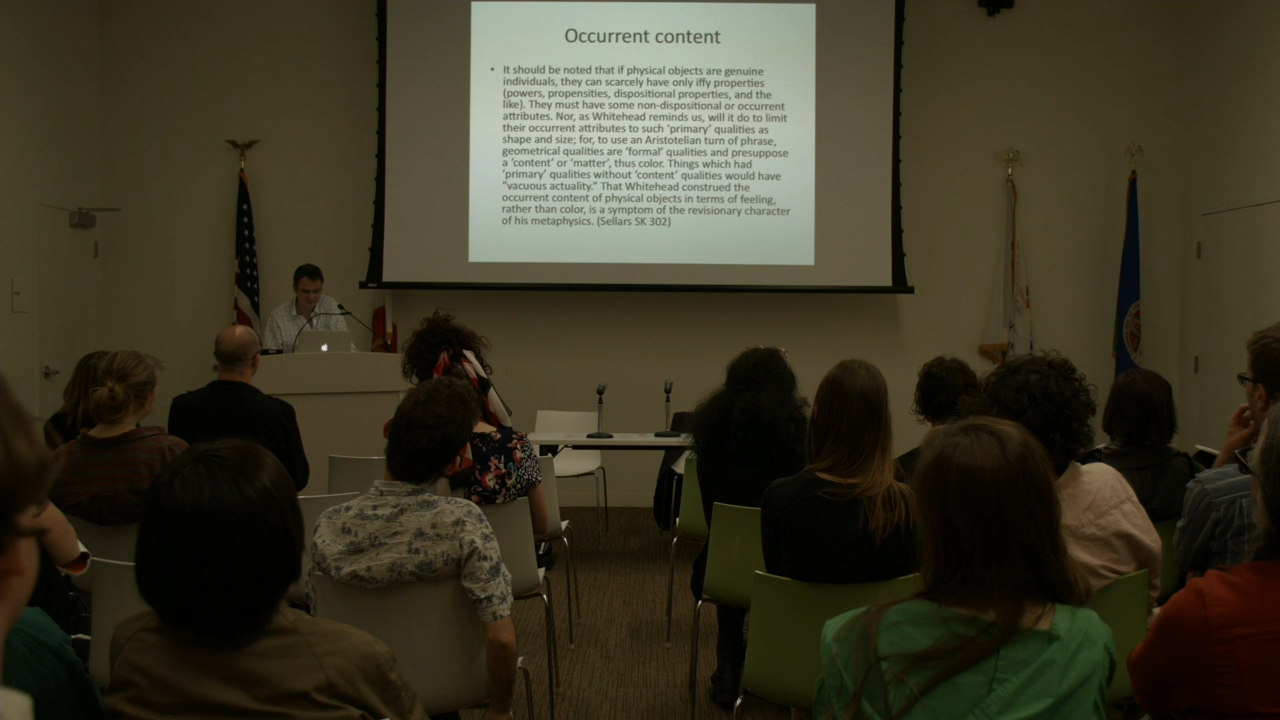 Occurrent content
• It should be noted that if physical objects are genuine
individuals, they can scarcely have only iffy properties
(powers, propensities, dispositional properties, and the
like). They must have some non-dispositional or occurrent
attributes. Nor, as Whitehead reminds us, will it do to limit
their occurrent attributes to such ‘primary’ qualities as
shape and size; for, to use an Aristotelian turn of phrase,
geometrical qualities are ‘formal’ qualities and presuppose
a ‘content’ or ‘matter’, thus color. Things which had
‘primary’ qualities without ‘content’ qualities would have
“vacuous actuality.” That Whitehead construed the
occurrent content of physical objects in terms of feeling,
rather than color, is a symptom of the revisionary character
of his metaphysics. (Sellars SK 302)